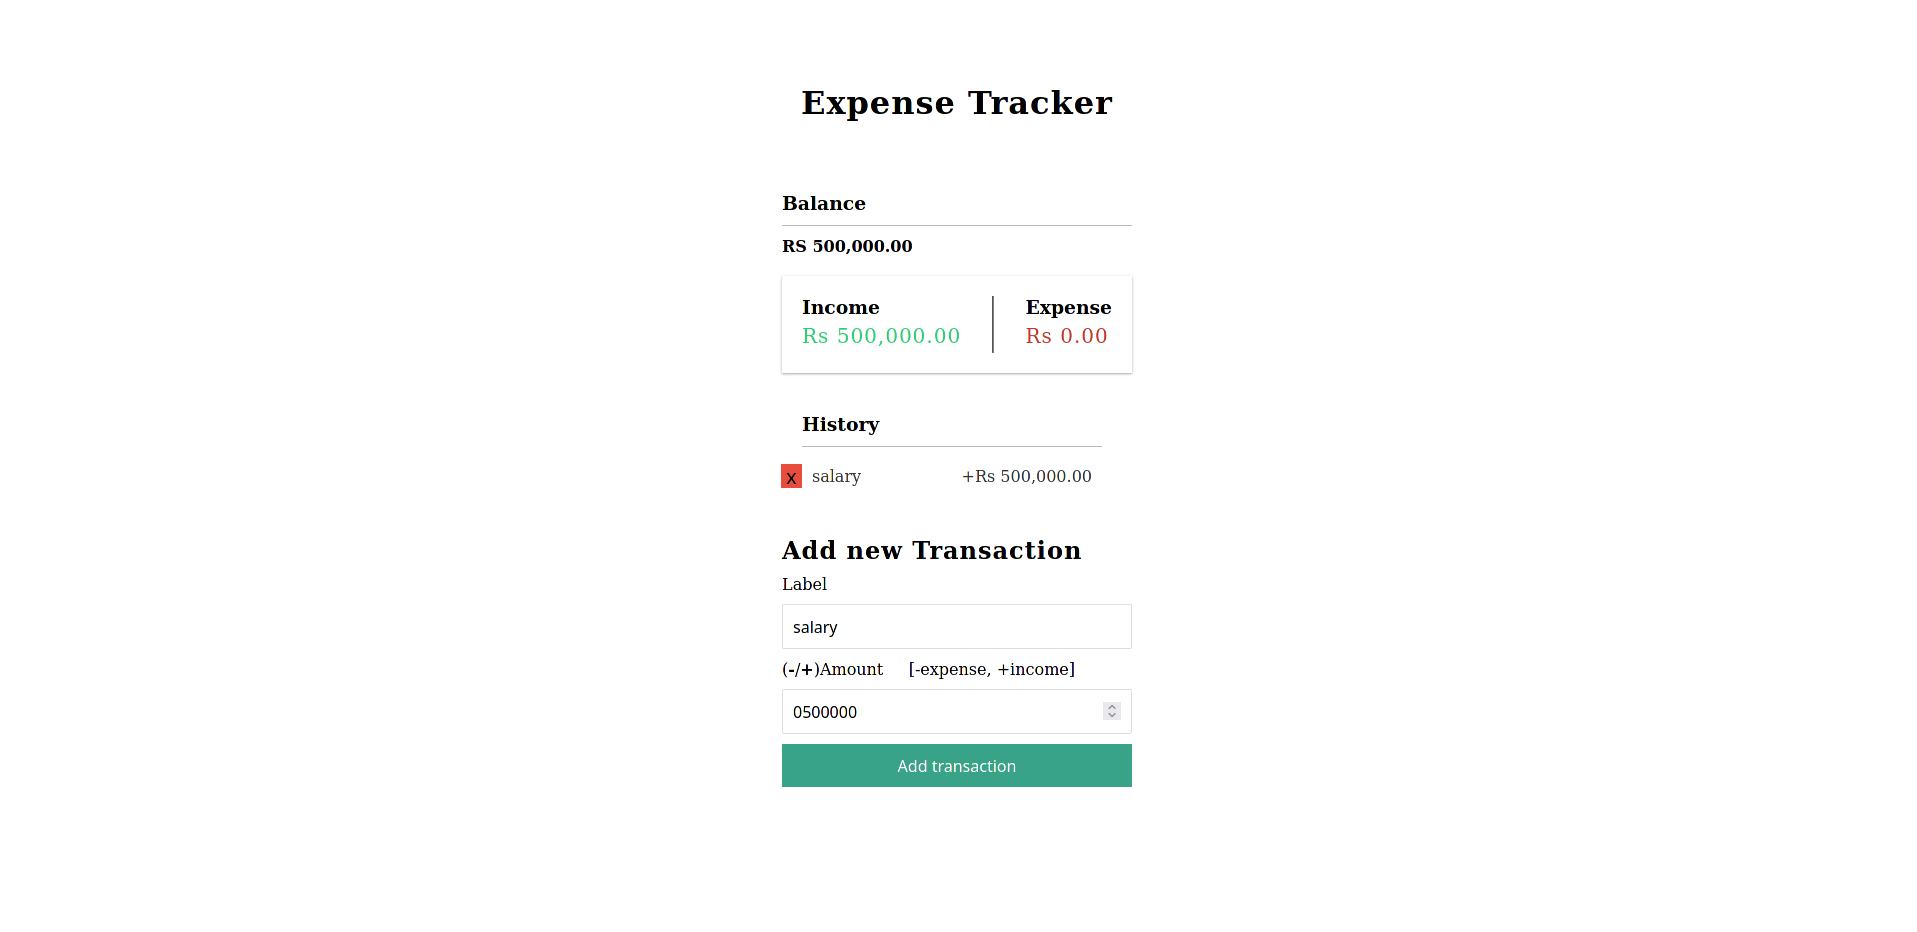 Expense Tracker
Balance
RS 500,000.00
Income Expense
Rs 500,000.00 Rs 0.00
History
x salary +Rs 500,000.00
Add new Transaction
Label
salary
(-/+)Amount [-expense, +income]
0500000
Add transaction